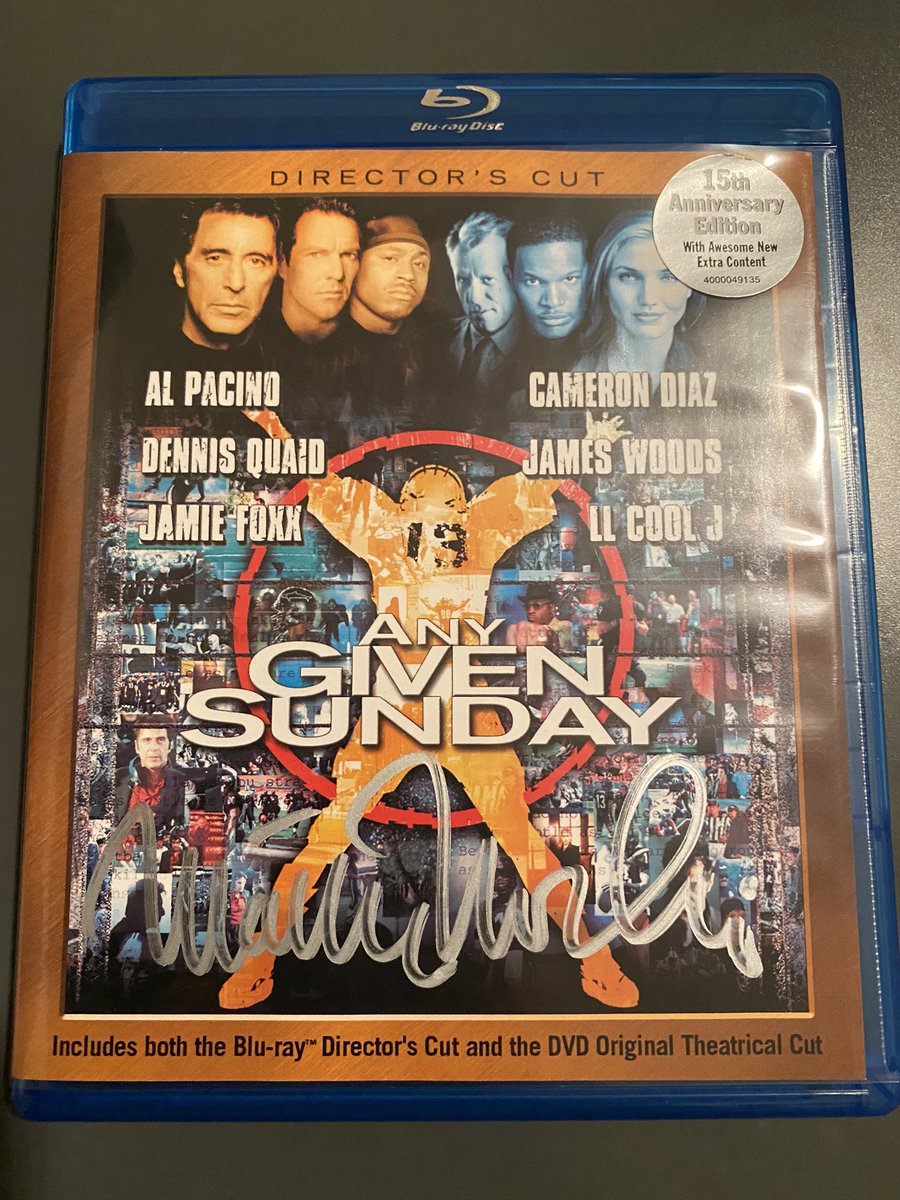 Blu-ray Disc
DIRECTOR'S CUT
15th
Anniversary
Edition
With Awesome New
Extra Content
4000049135
AL PACINO
CAMERON DIAZ
DENNIS QUAID
JAMES WOODS
JAMIE FOXX
LL COOL J
13
88
ANY
GIVEN
SUNDAY
Includes both the Blu-ray™ Director's Cut and the DVD Original Theatrical Cut